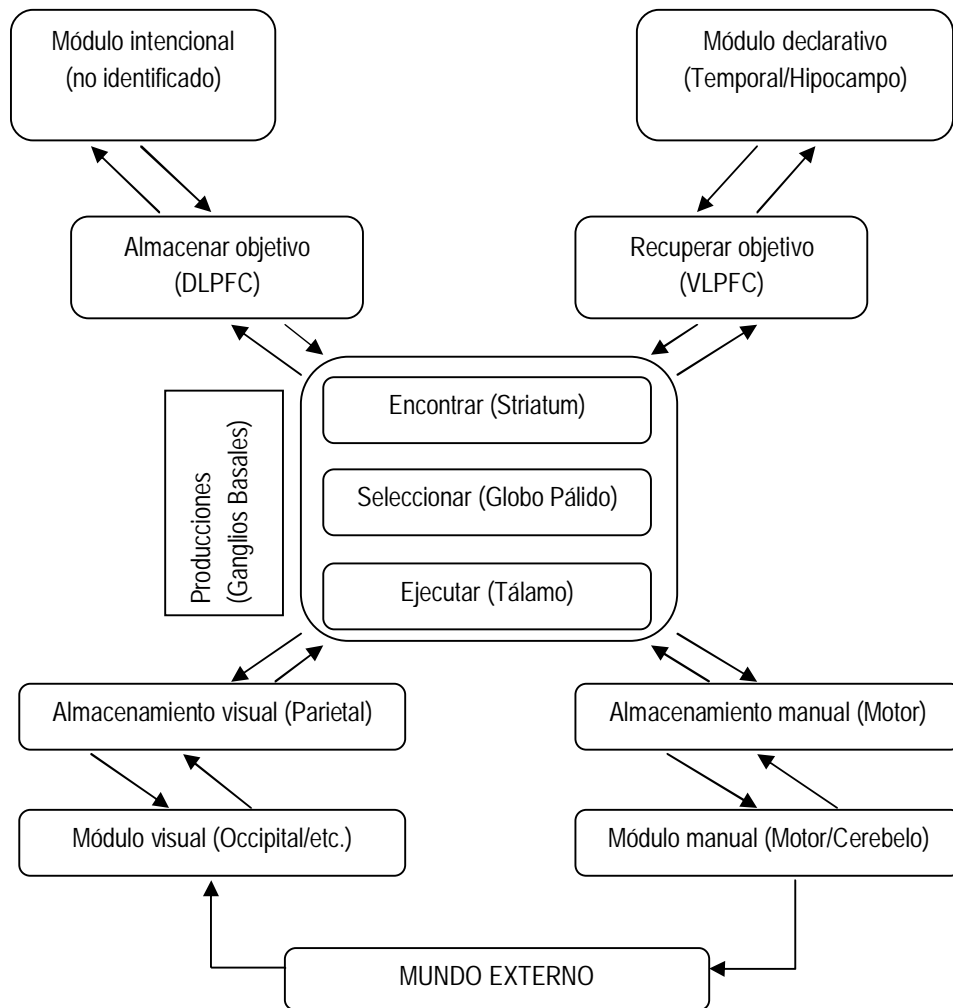 Módulo intencional
(no identificado)
Módulo declarativo
(Temporal/Hipocampo)
Almacenar objetivo
(DLPFC)
Recuperar objetivo
(VLPFC)
Producciones
(Ganglios Basales)
Encontrar (Striatum)
Seleccionar (Globo Pálido)
Ejecutar (Tálamo)
Almacenamiento visual (Parietal)
Almacenamiento manual (Motor)
Módulo visual (Occipital/etc.)
Módulo manual (Motor/Cerebelo)
MUNDO EXTERNO